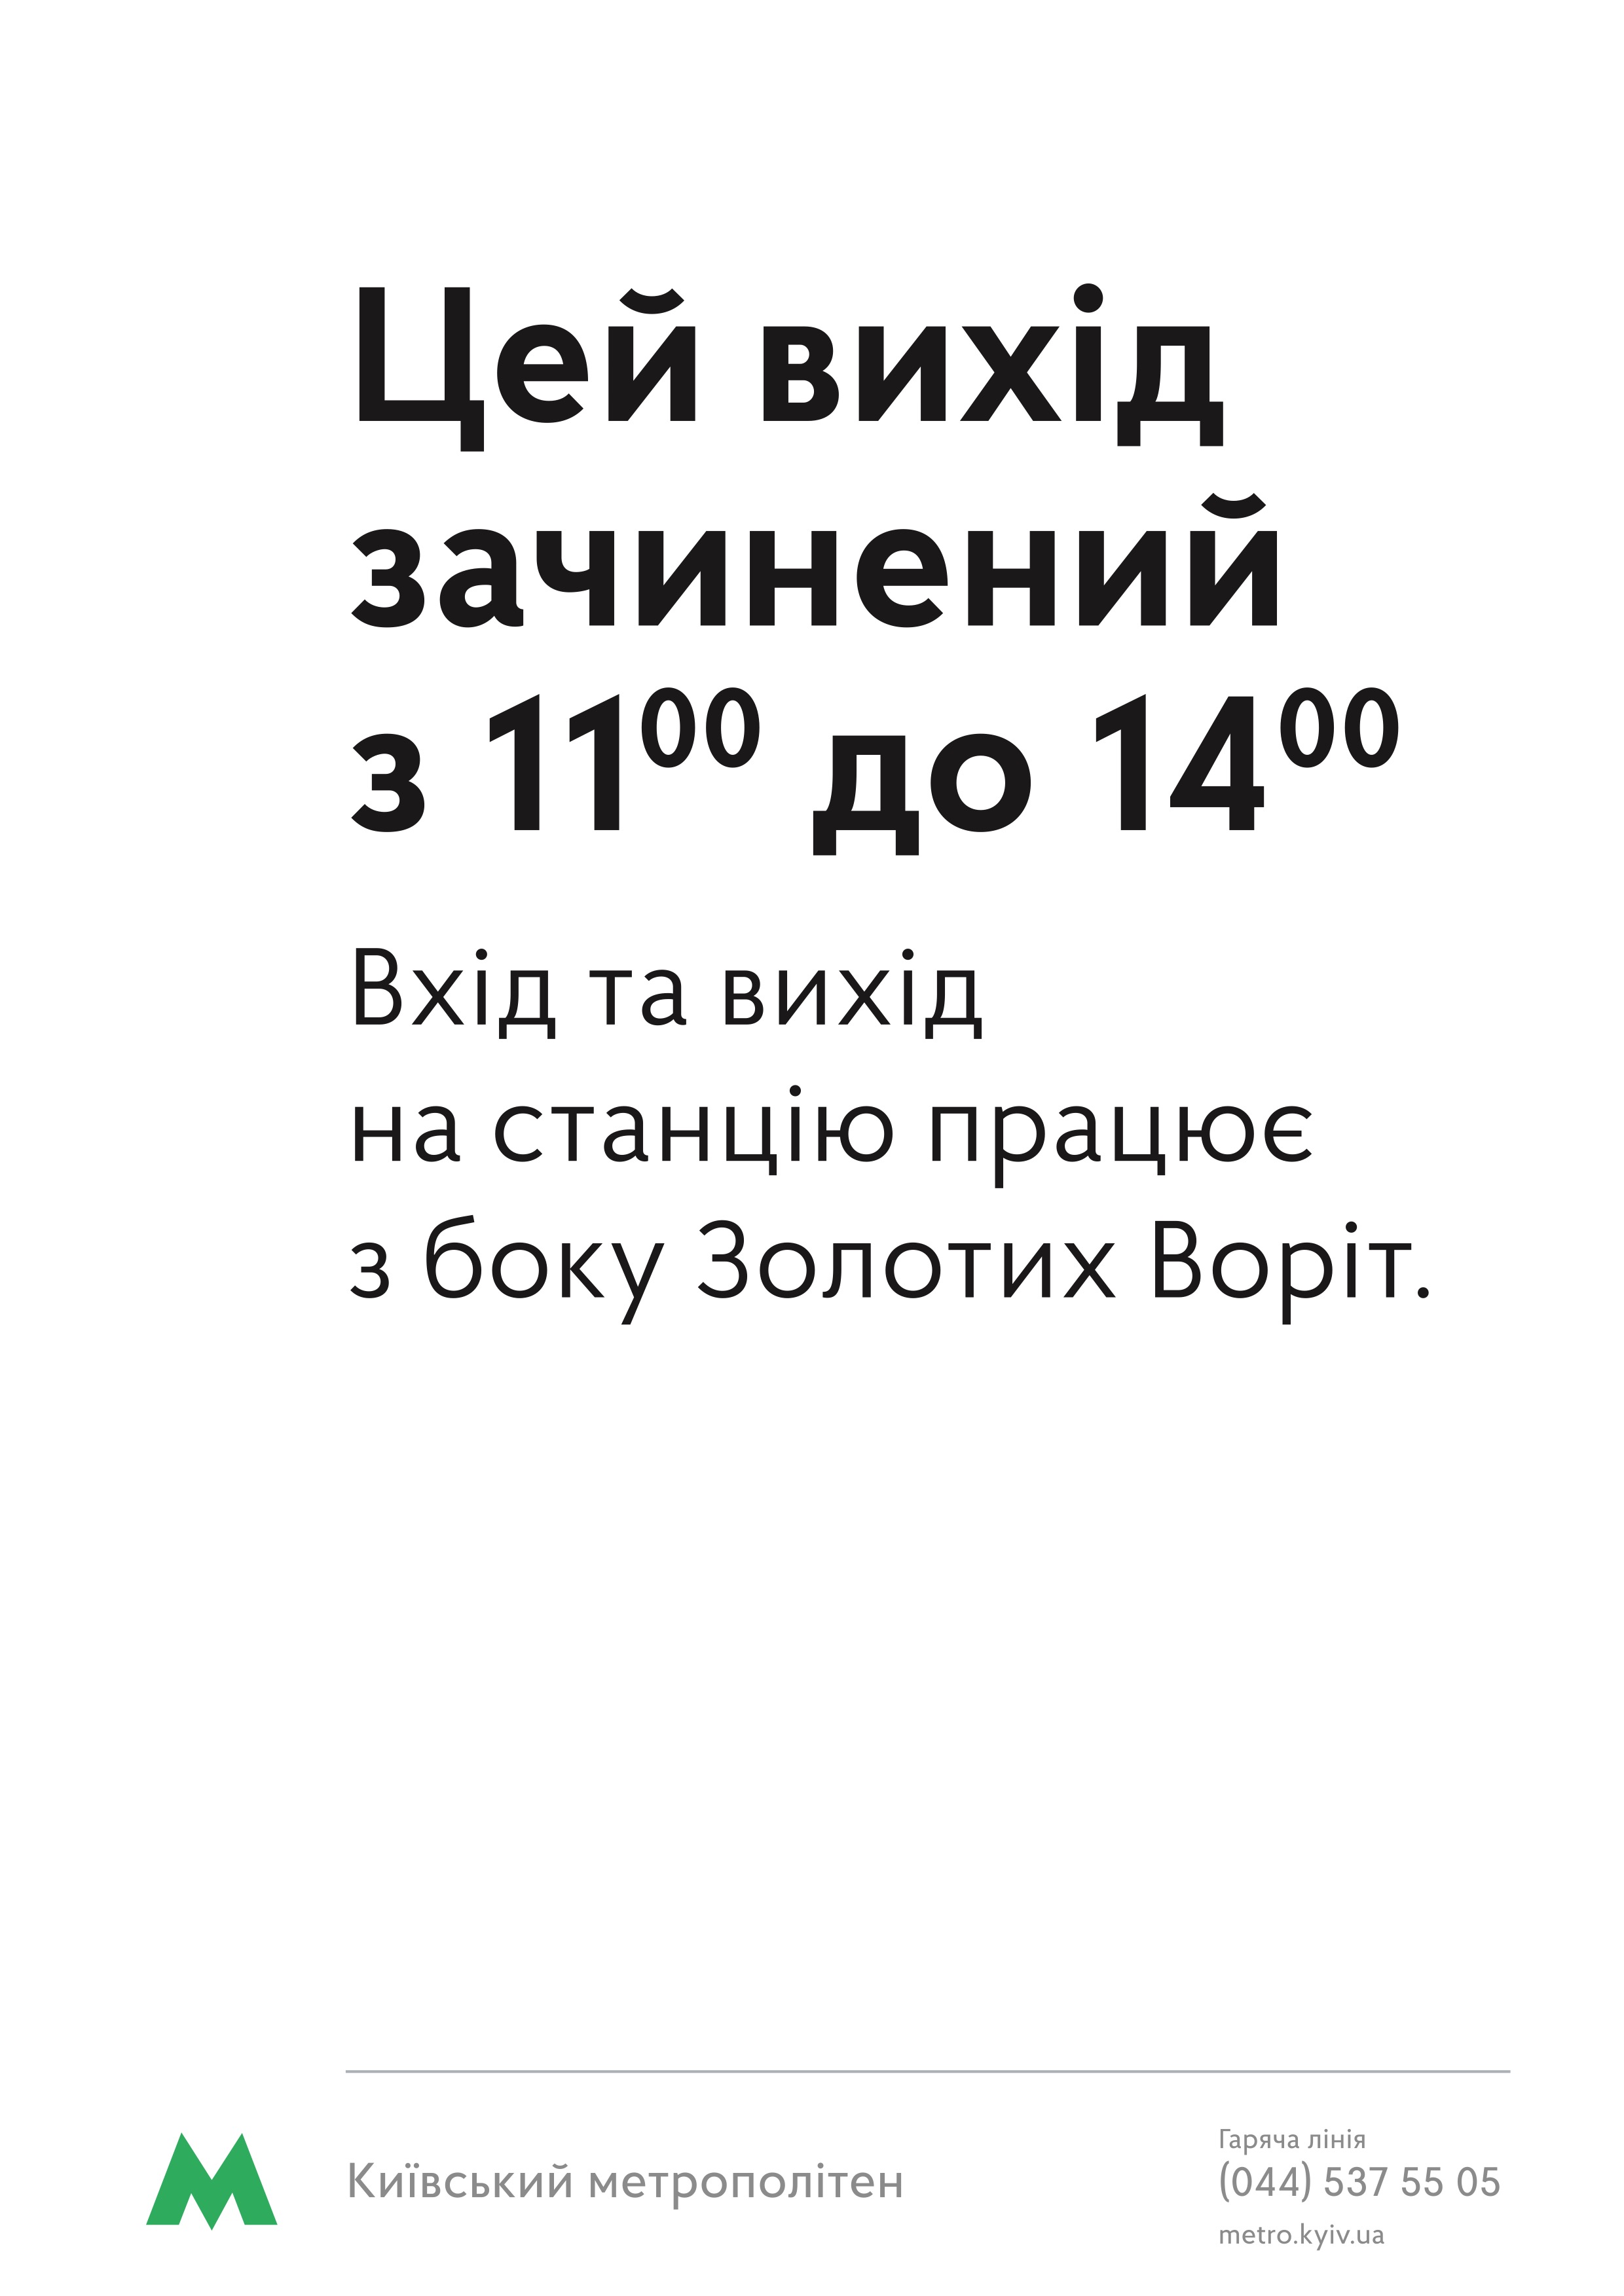 Цей вихід
зачинений
з 11⁰⁰ до 14⁰⁰
Вхід та вихід
на станцію працює
з боку Золотих Воріт.
Київський метрополітен
Гаряча лінія
(044) 537 55 05
metro.kyiv.ua